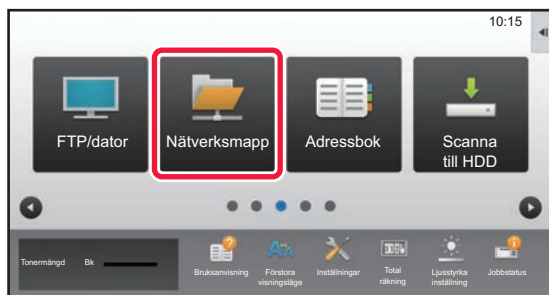 10:15
FTP/dator
Nätverksmapp
Adressbok
Scanna
till HDD
Tonermängd Bk
Bruksanvisning
Förstora
visningsläge
Inställningar
Total
räkning
Ljusstyrka
inställning
Jobbstatus